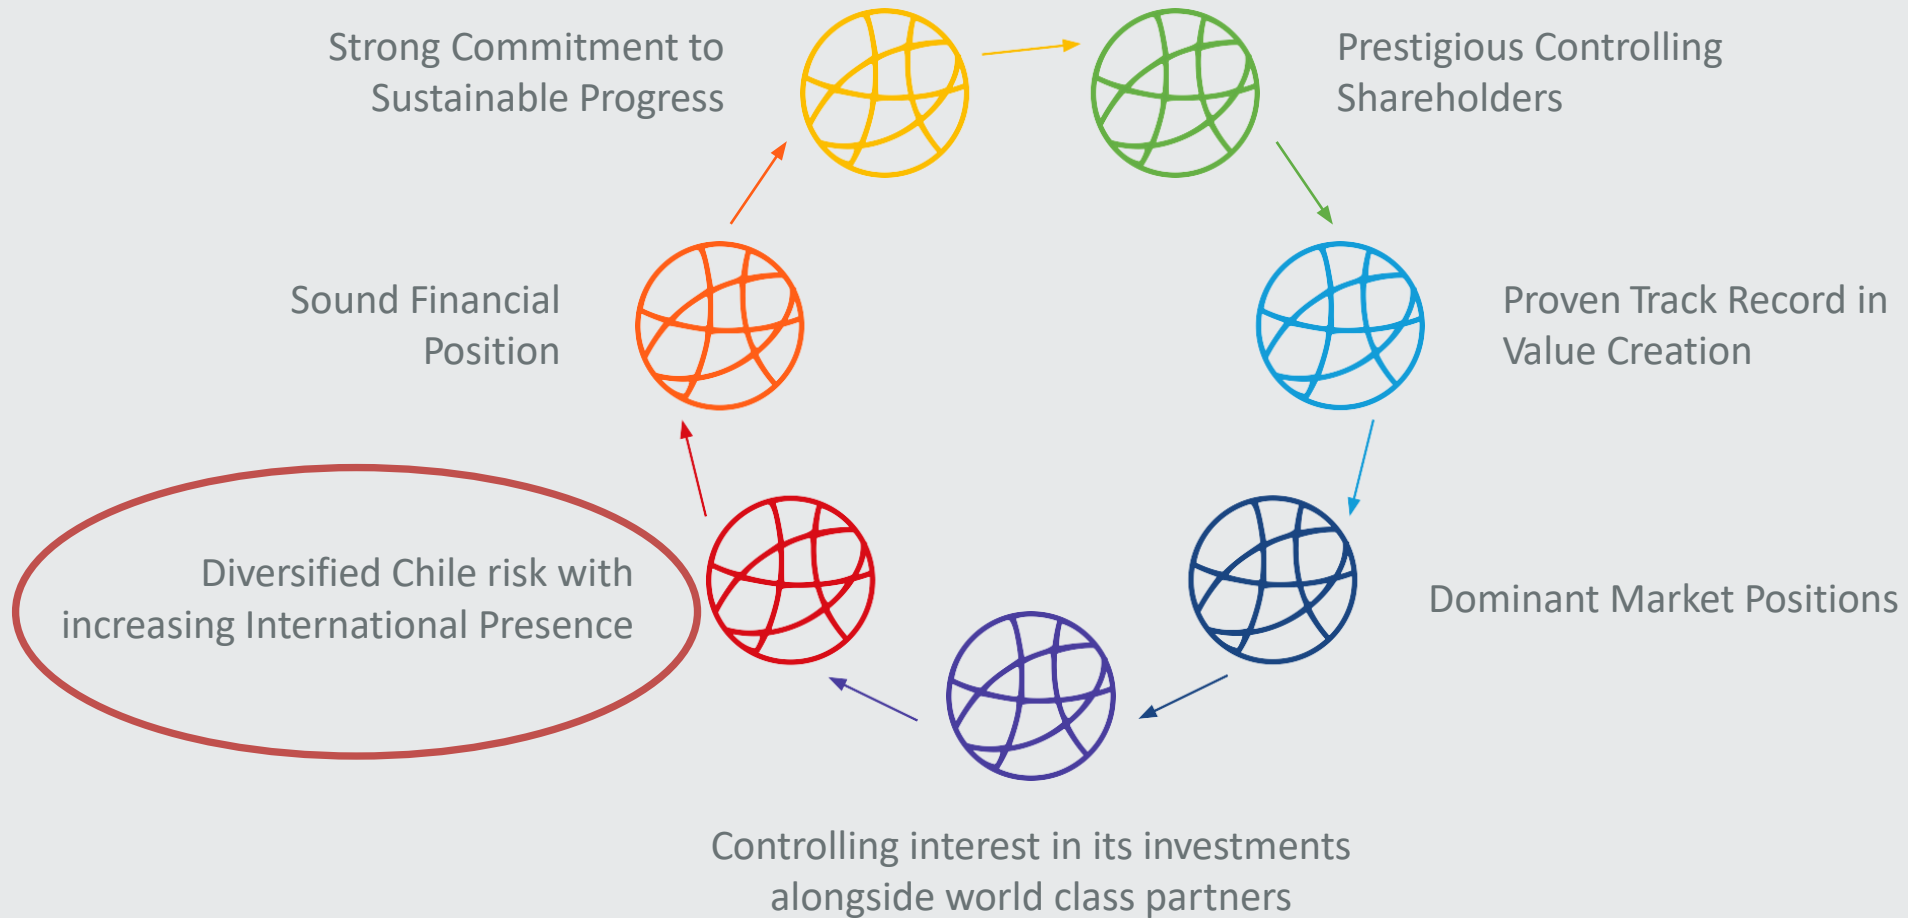 Strong Commitment to
Sustainable Progress
Prestigious Controlling
Shareholders
Sound Financial
Position
Proven Track Record in
Value Creation
Diversified Chile risk with
increasing International Presence
Dominant Market Positions
Controlling interest in its investments
alongside world class partners